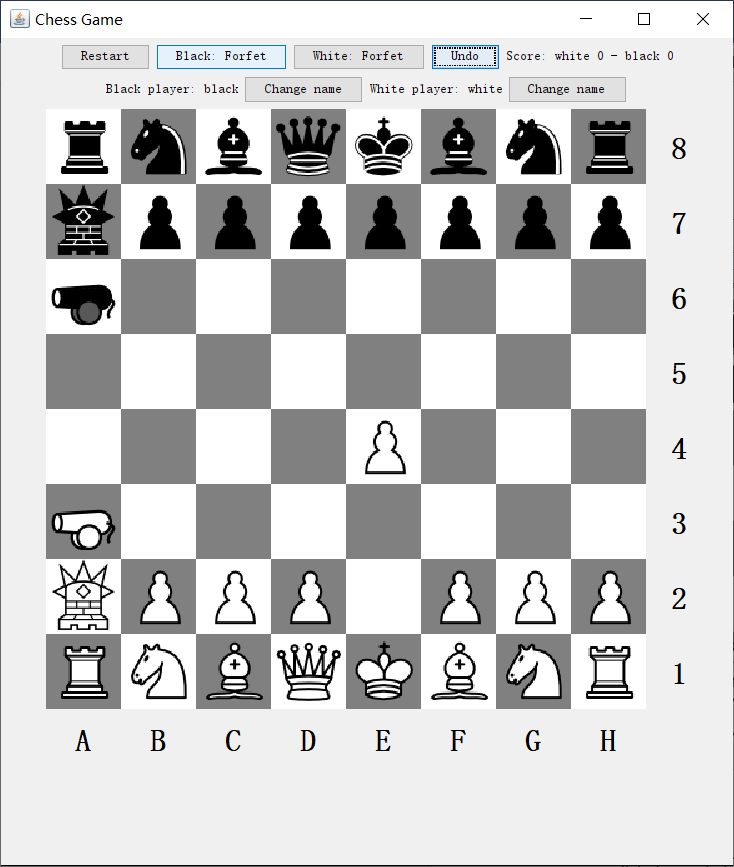 Chess Game
Restart Black: Forfet White: Forfet Undo Score: white 0 - black 0
Black player: black Change name White player: white Change name
8
7
6
5
4
3
2
1
A B C D E F G H